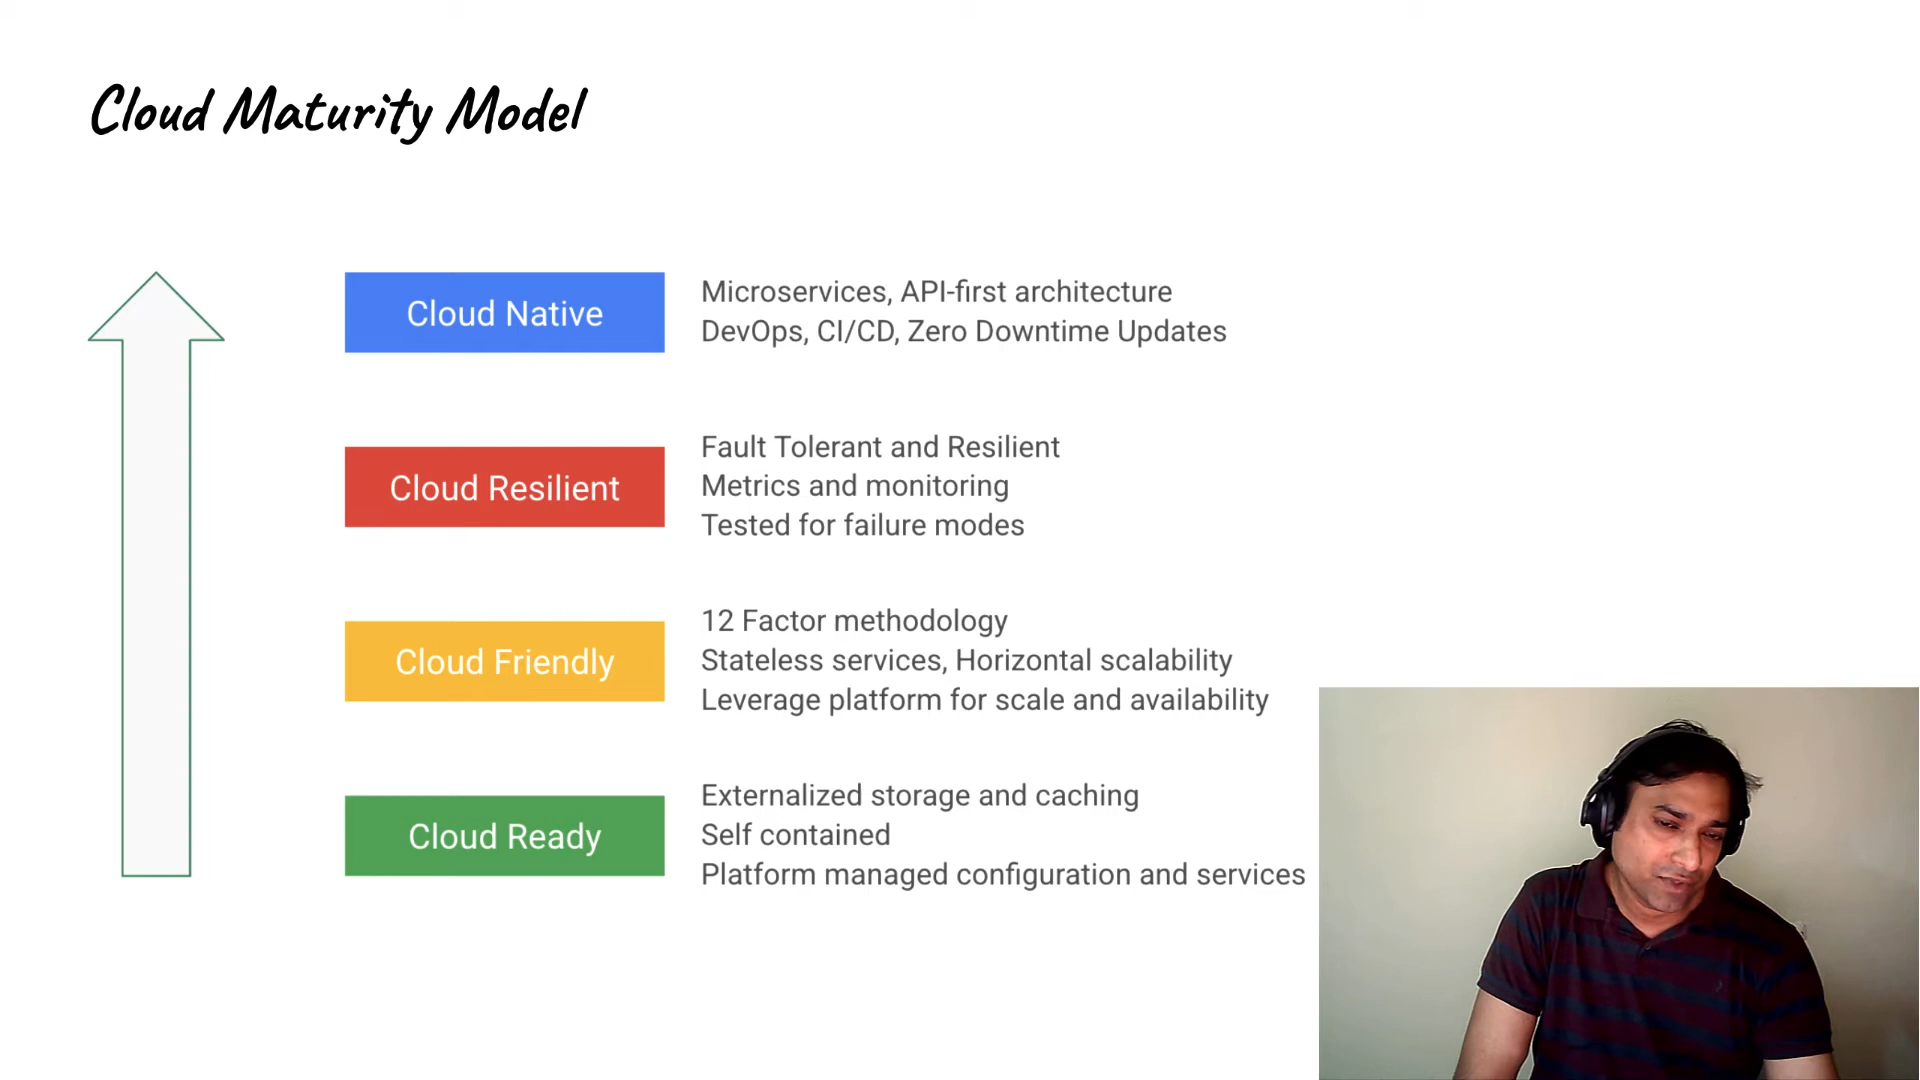 Cloud Maturity Model
Cloud Native
Microservices, API-first architecture
DevOps, CI/CD, Zero Downtime Updates
Cloud Resilient
Fault Tolerant and Resilient
Metrics and monitoring
Tested for failure modes
Cloud Friendly
12 Factor methodology
Stateless services, Horizontal scalability
Leverage platform for scale and availability
Cloud Ready
Externalized storage and caching
Self contained
Platform managed configuration and services